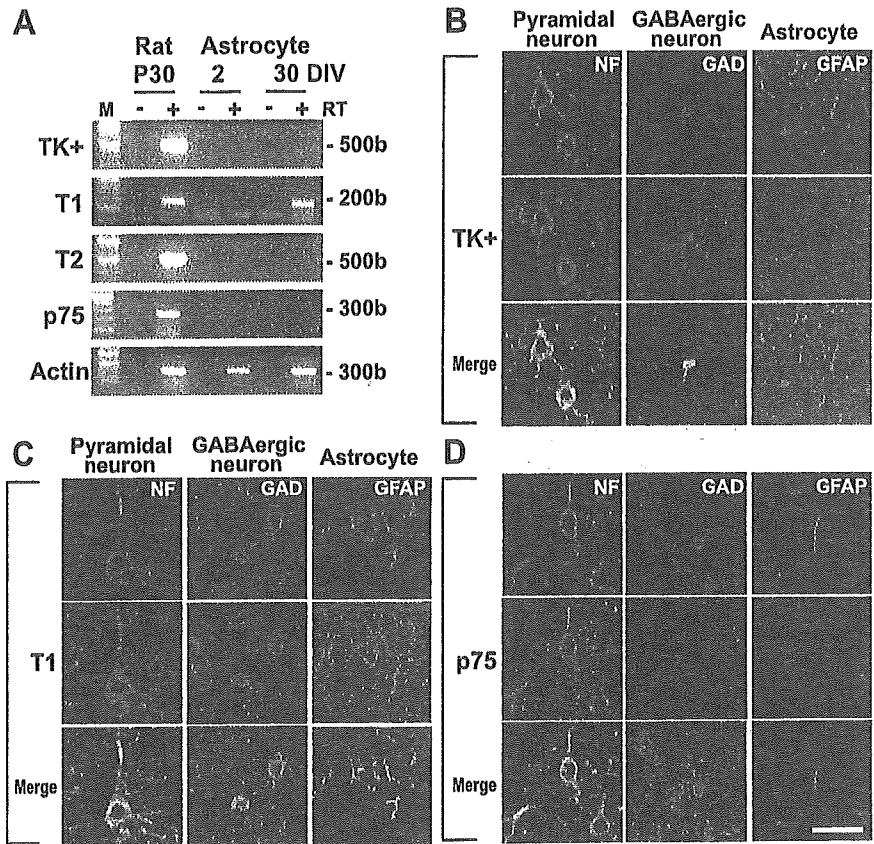 A
Rat Astrocyte
P30 2 30 DIV
M - + - + - + RT
TK+ - 500b
T1 - 200b
T2 - 500b
p75 - 300b
Actin - 300b
B
Pyramidal neuron GABAergic neuron Astrocyte
NF GAD GFAP
TK+
Merge
C
Pyramidal neuron GABAergic neuron Astrocyte
NF GAD GFAP
T1
Merge
D
NF GAD GFAP
p75
Merge